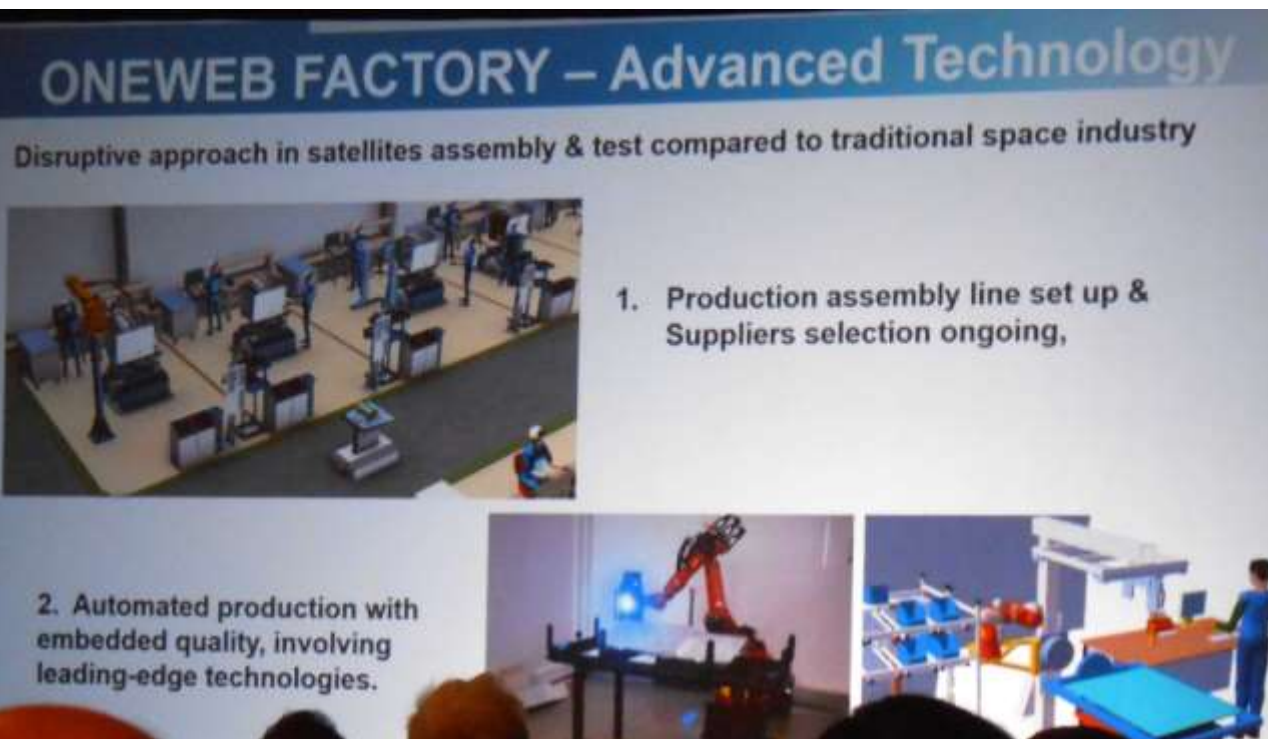 ONEWEB FACTORY – Advanced Technology
Disruptive approach in satellites assembly & test compared to traditional space industry
1. Production assembly line set up &
Suppliers selection ongoing,
2. Automated production with
embedded quality, involving
leading-edge technologies.